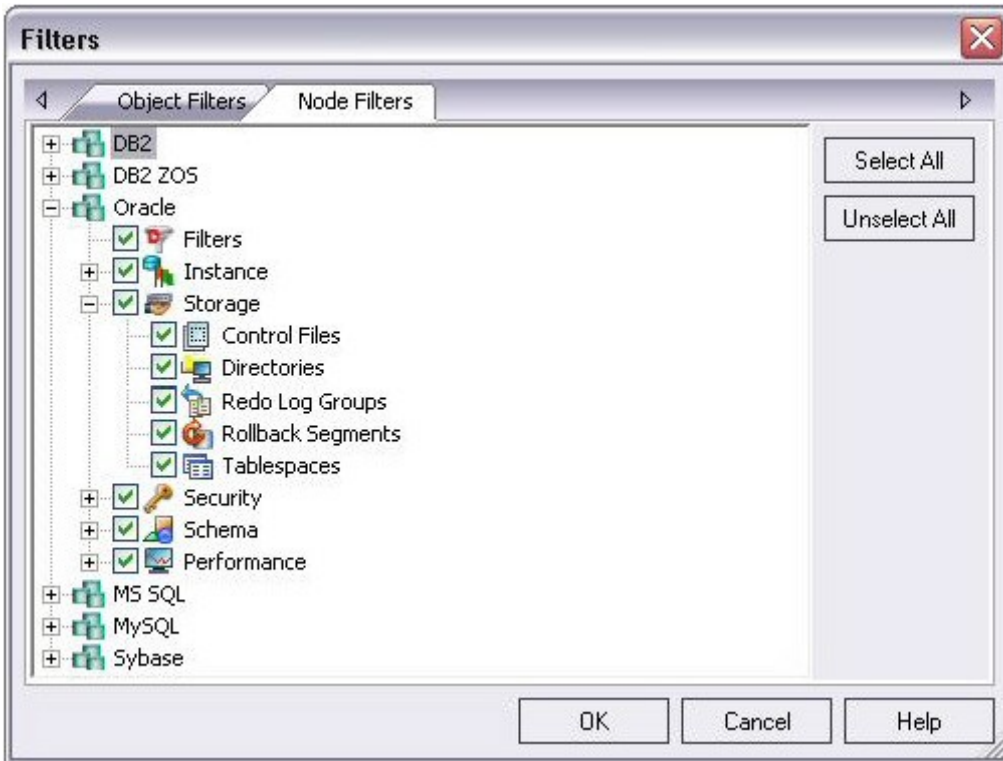 Filters
Object Filters Node Filters
DB2
DB2 ZOS
Oracle
Filters
Instance
Storage
Control Files
Directories
Redo Log Groups
Rollback Segments
Tablespaces
Security
Schema
Performance
MS SQL
MySQL
Sybase
Select All
Unselect All
OK Cancel Help